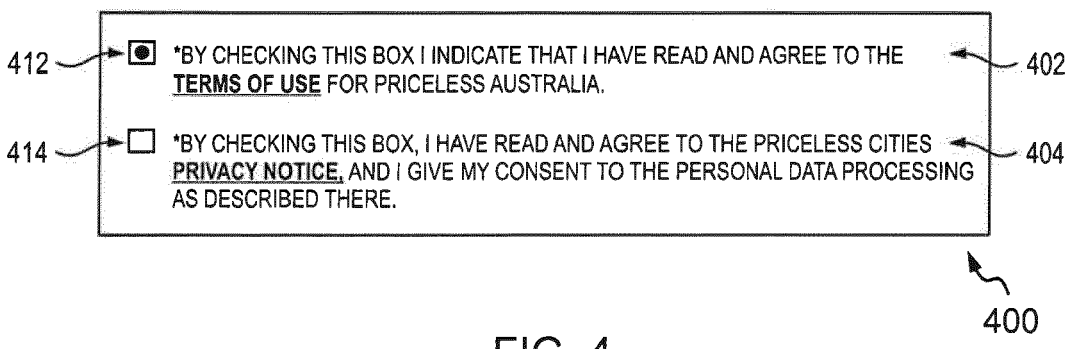 412
*BY CHECKING THIS BOX I INDICATE THAT I HAVE READ AND AGREE TO THE
402
TERMS OF USE FOR PRICELESS AUSTRALIA.
414
*BY CHECKING THIS BOX, I HAVE READ AND AGREE TO THE PRICELESS CITIES
404
PRIVACY NOTICE, AND I GIVE MY CONSENT TO THE PERSONAL DATA PROCESSING
AS DESCRIBED THERE.
400
FIG. 4